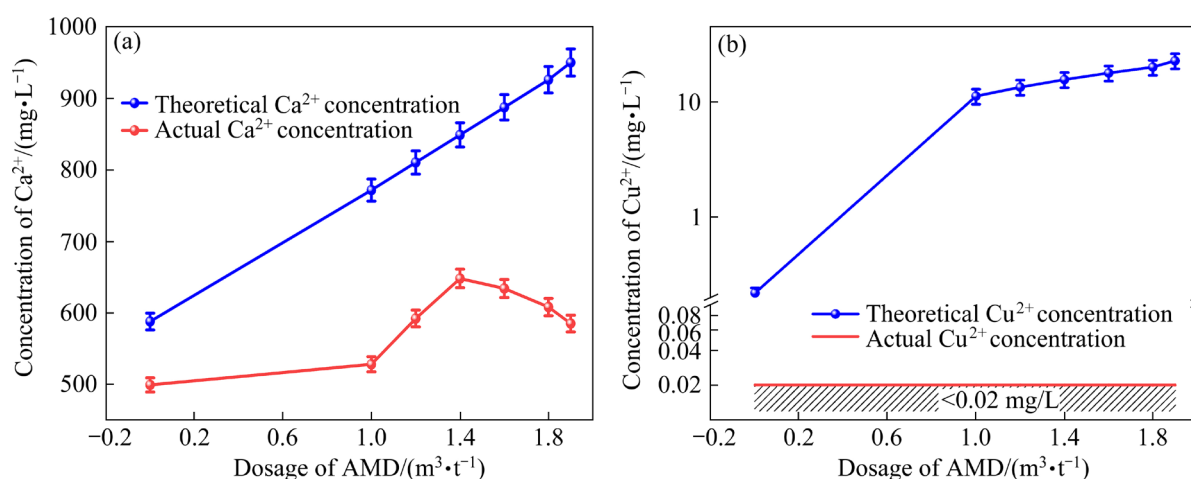 (a)
1000
900
800
700
600
500
Concentration of Ca²⁺/(mg•L⁻¹)
Theoretical Ca²⁺ concentration
Actual Ca²⁺ concentration
−0.2 0.2 0.6 1.0 1.4 1.8
Dosage of AMD/(m³•t⁻¹)
(b)
10
1
0.08
0.06
0.04
0.02
Concentration of Cu²⁺/(mg•L⁻¹)
Theoretical Cu²⁺ concentration
Actual Cu²⁺ concentration
<0.02 mg/L
−0.2 0.2 0.6 1.0 1.4 1.8
Dosage of AMD/(m³•t⁻¹)